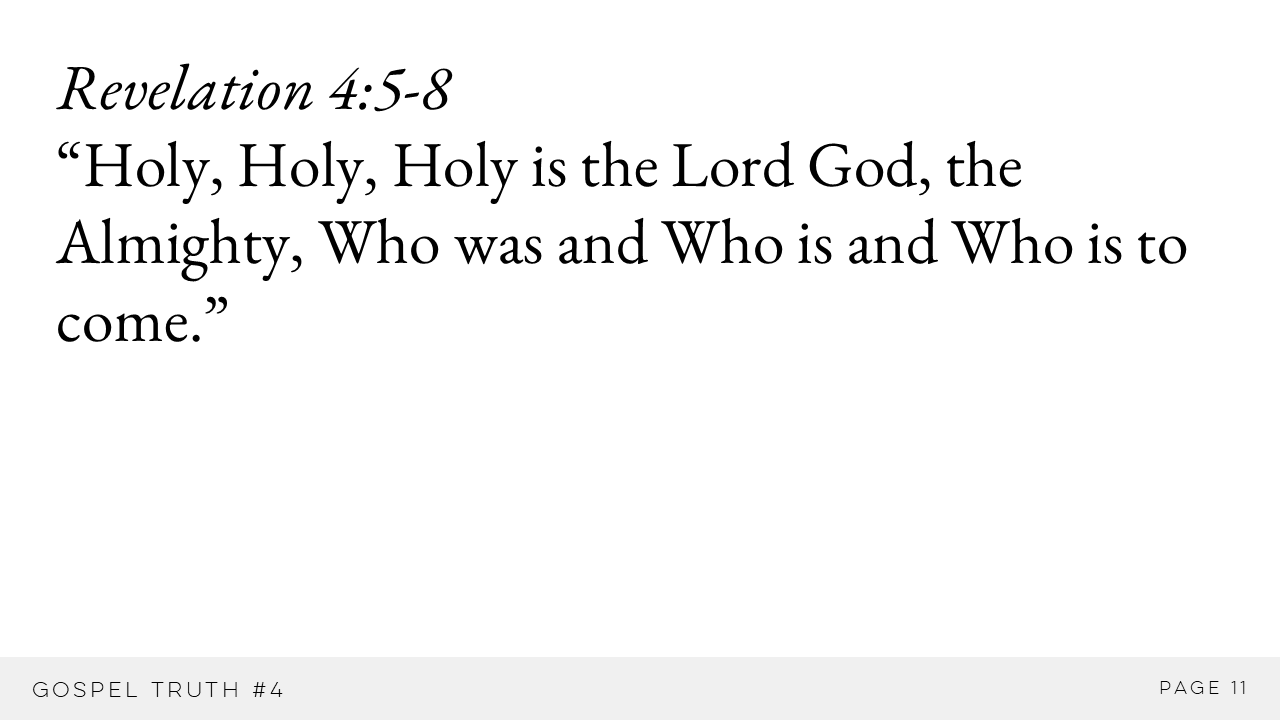 Revelation 4:5-8
“Holy, Holy, Holy is the Lord God, the
Almighty, Who was and Who is and Who is to
come.”
GOSPEL TRUTH #4
PAGE 11